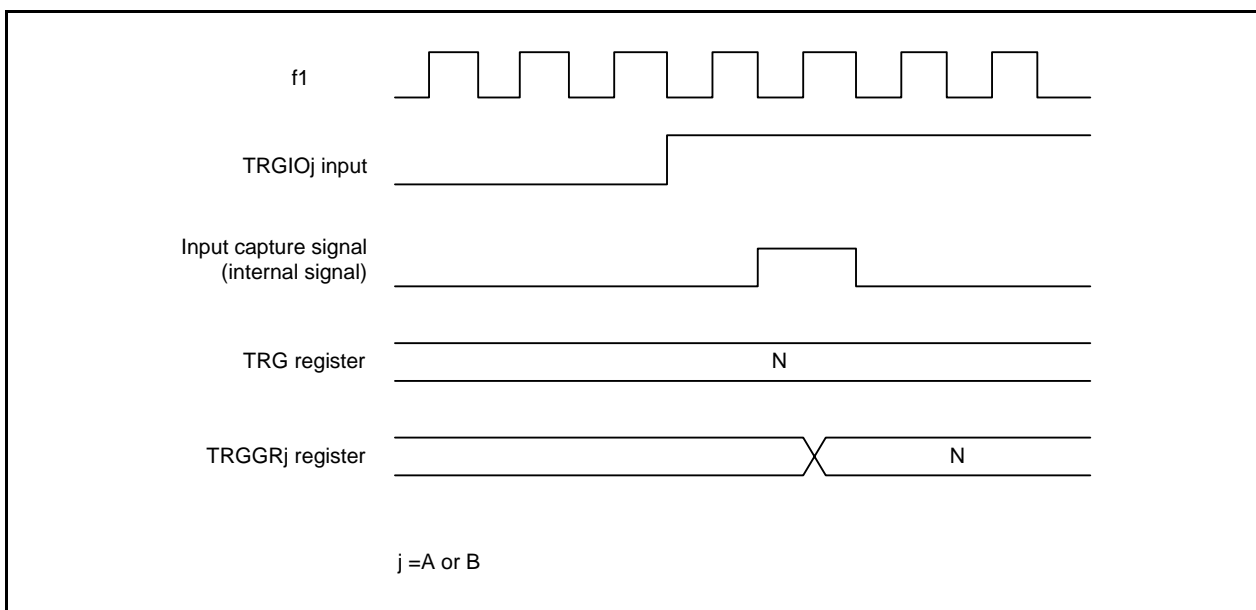 f1
TRGIOj input
Input capture signal
(internal signal)
TRG register
N
TRGGRj register
N
j =A or B